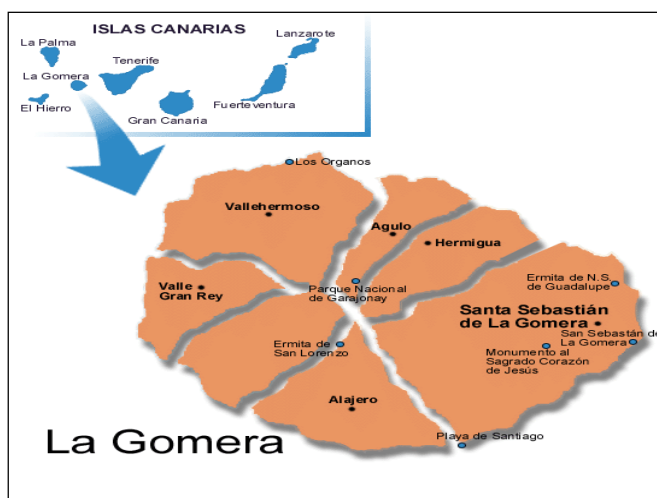 ISLAS CANARIAS
La Palma
Lanzarote
Tenerife
La Gomera
El Hierro
Fuerteventura
Gran Canaria
Los Organos
Vallehermoso
Agulo
Hermigua
Valle
Gran Rey
Parque Nacional
de Garajonay
Ermita de N.S.
de Guadalupe
Santa Sebastián
de La Gomera
San Sebastián de
La Gomera
Ermita de
San Lorenzo
Monumento al
Sagrado Corazón
de Jesús
Alajero
La Gomera
Playa de Santiago